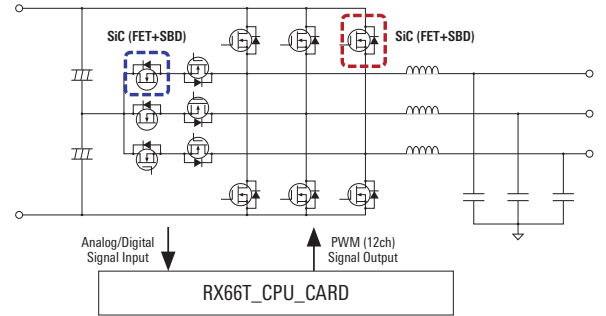 SiC (FET+SBD)
SiC (FET+SBD)
Analog/Digital
Signal Input
PWM (12ch)
Signal Output
RX66T_CPU_CARD